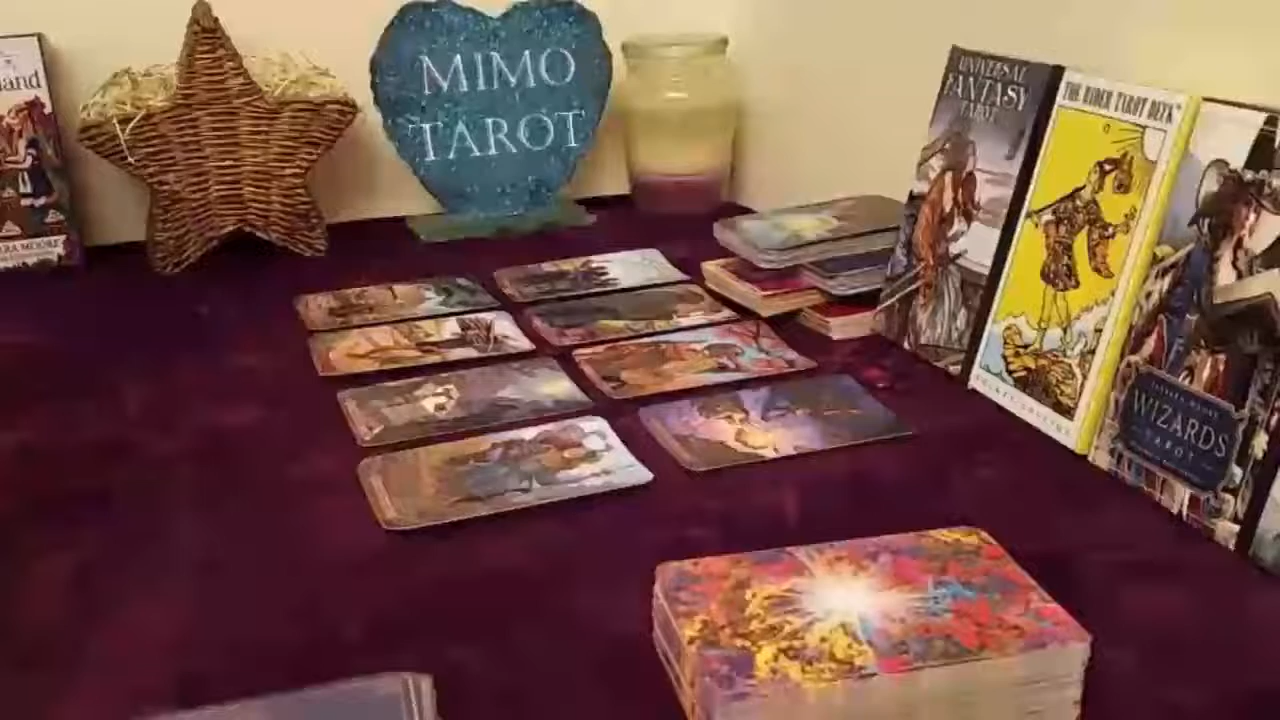 MIMO
TAROT
UNIVERSAL
FANTASY
TAROT
THE RIDER TAROT DECK
WIZARDS
TAROT